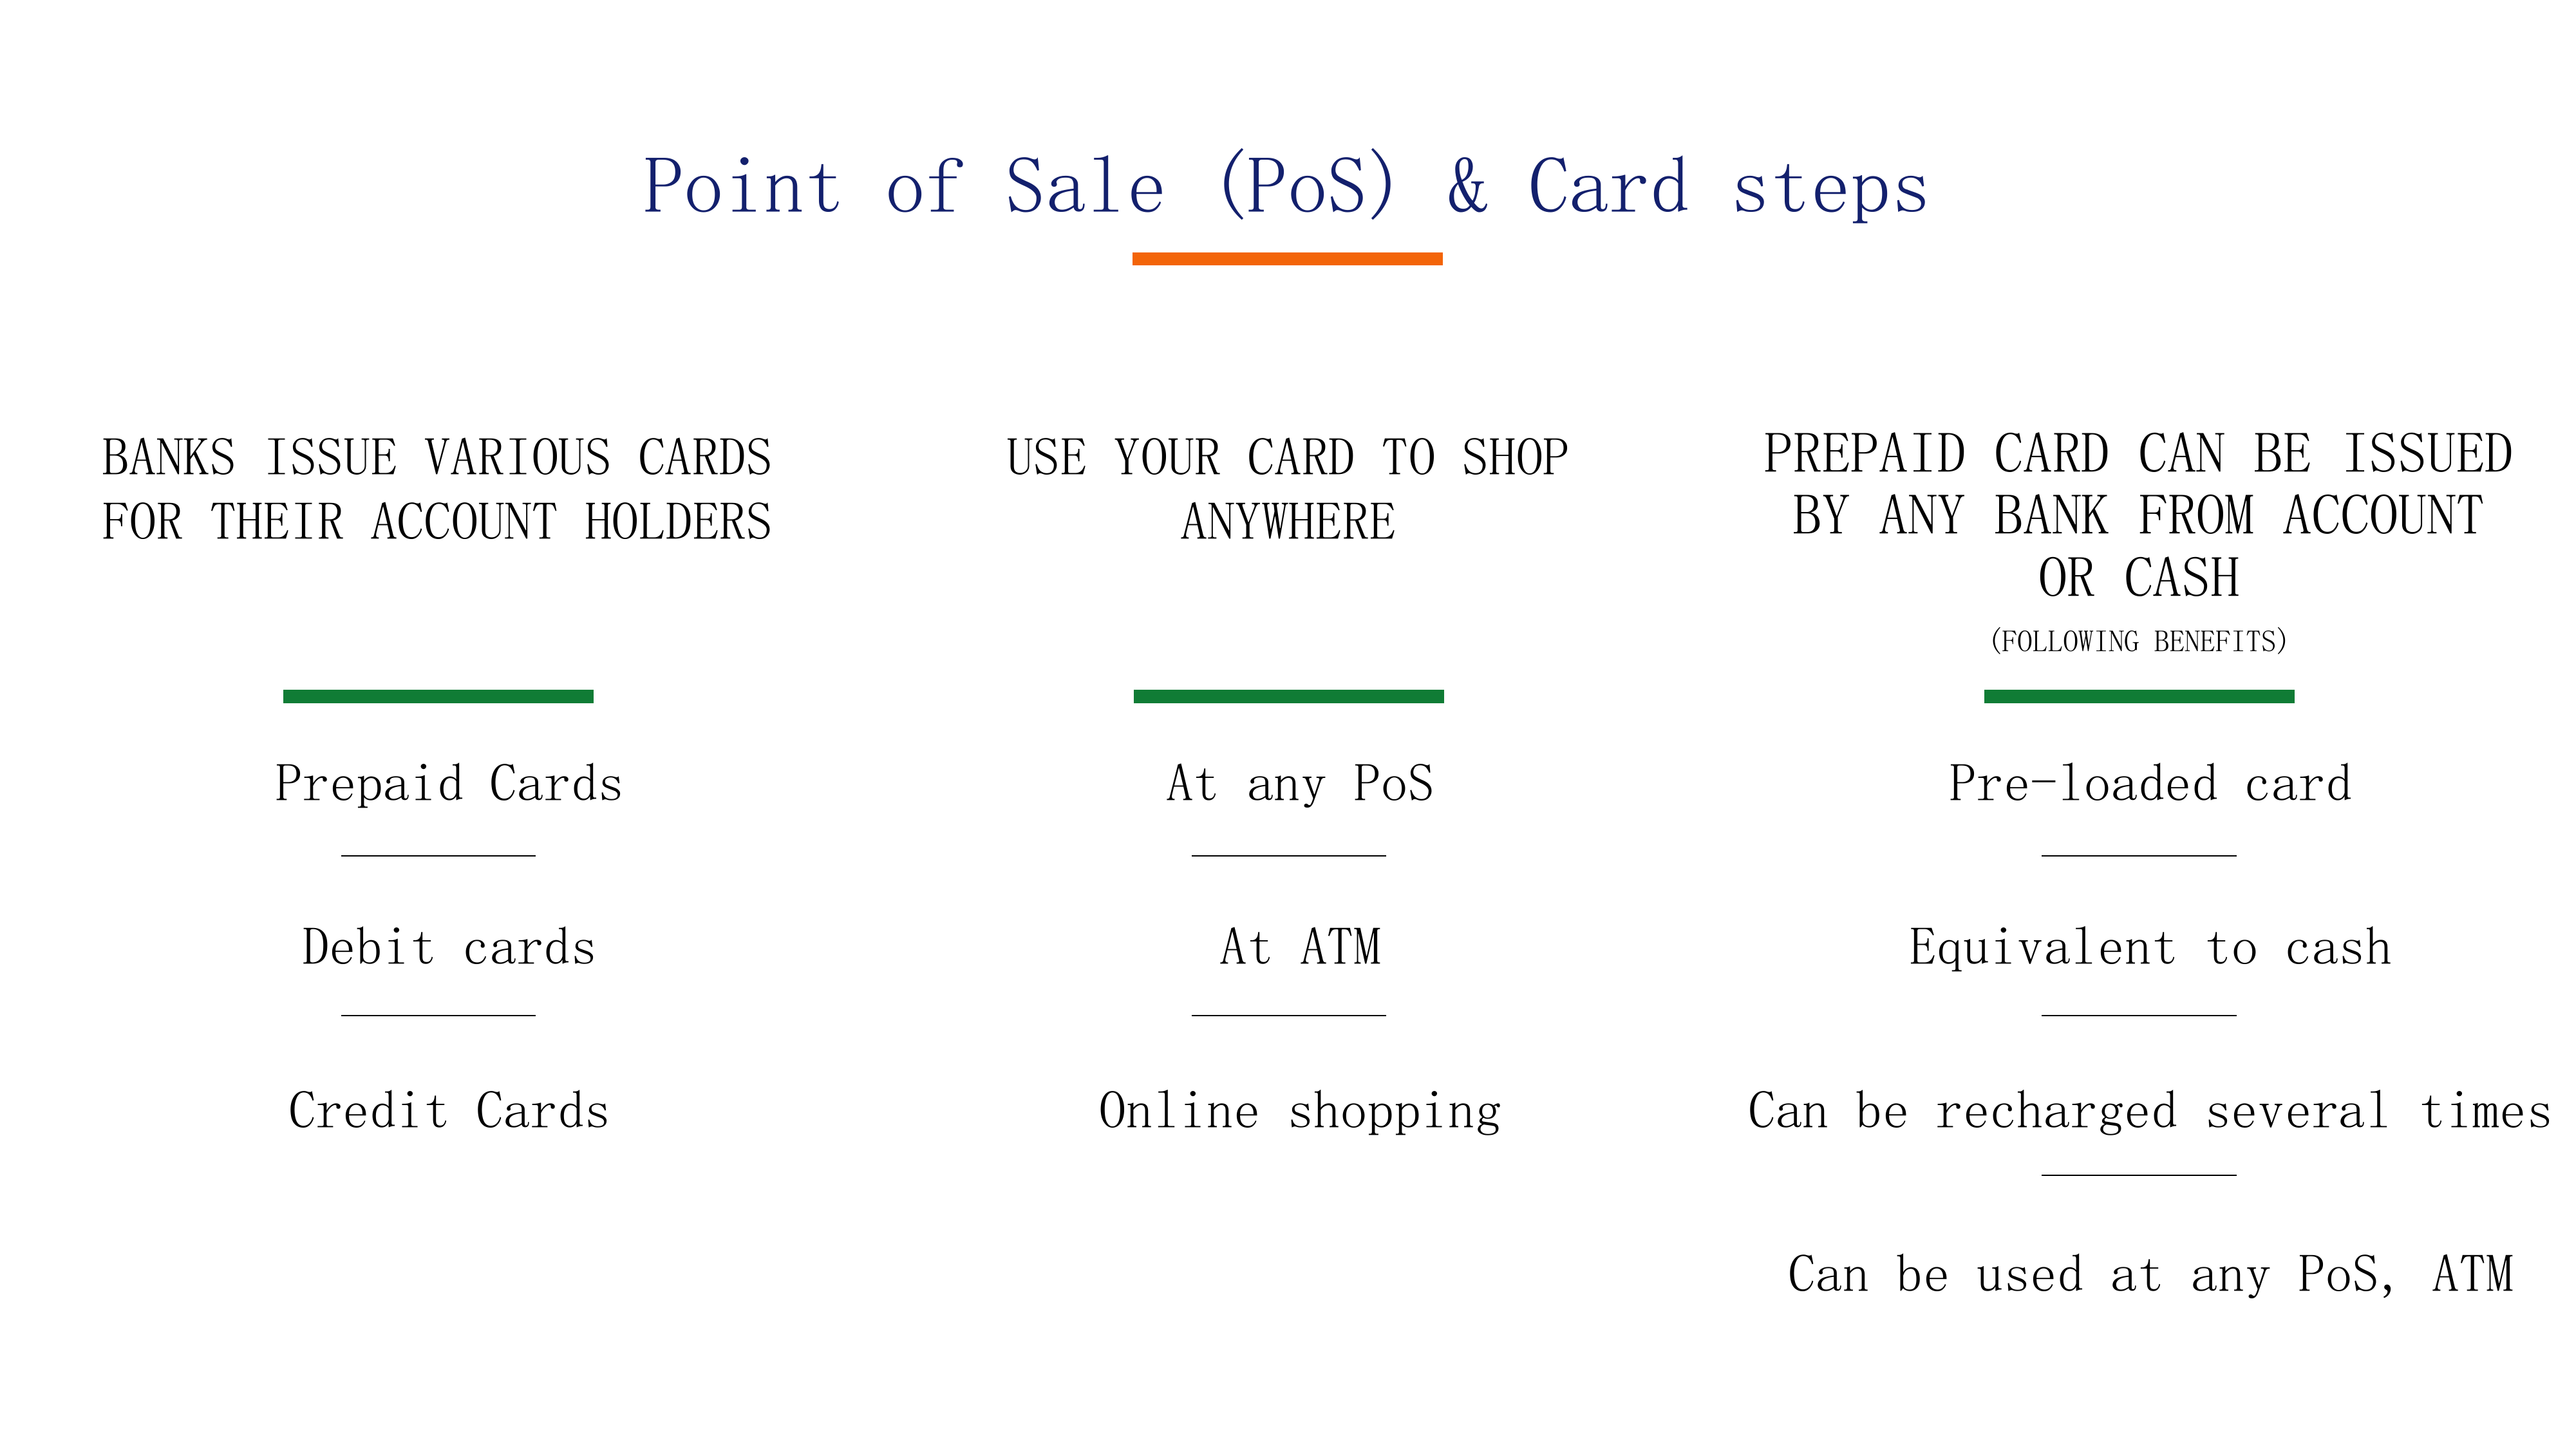 Point of Sale (PoS) & Card steps
BANKS ISSUE VARIOUS CARDS
FOR THEIR ACCOUNT HOLDERS
Prepaid Cards
Debit cards
Credit Cards
USE YOUR CARD TO SHOP
ANYWHERE
At any PoS
At ATM
Online shopping
PREPAID CARD CAN BE ISSUED
BY ANY BANK FROM ACCOUNT
OR CASH
(FOLLOWING BENEFITS)
Pre-loaded card
Equivalent to cash
Can be recharged several times
Can be used at any PoS, ATM